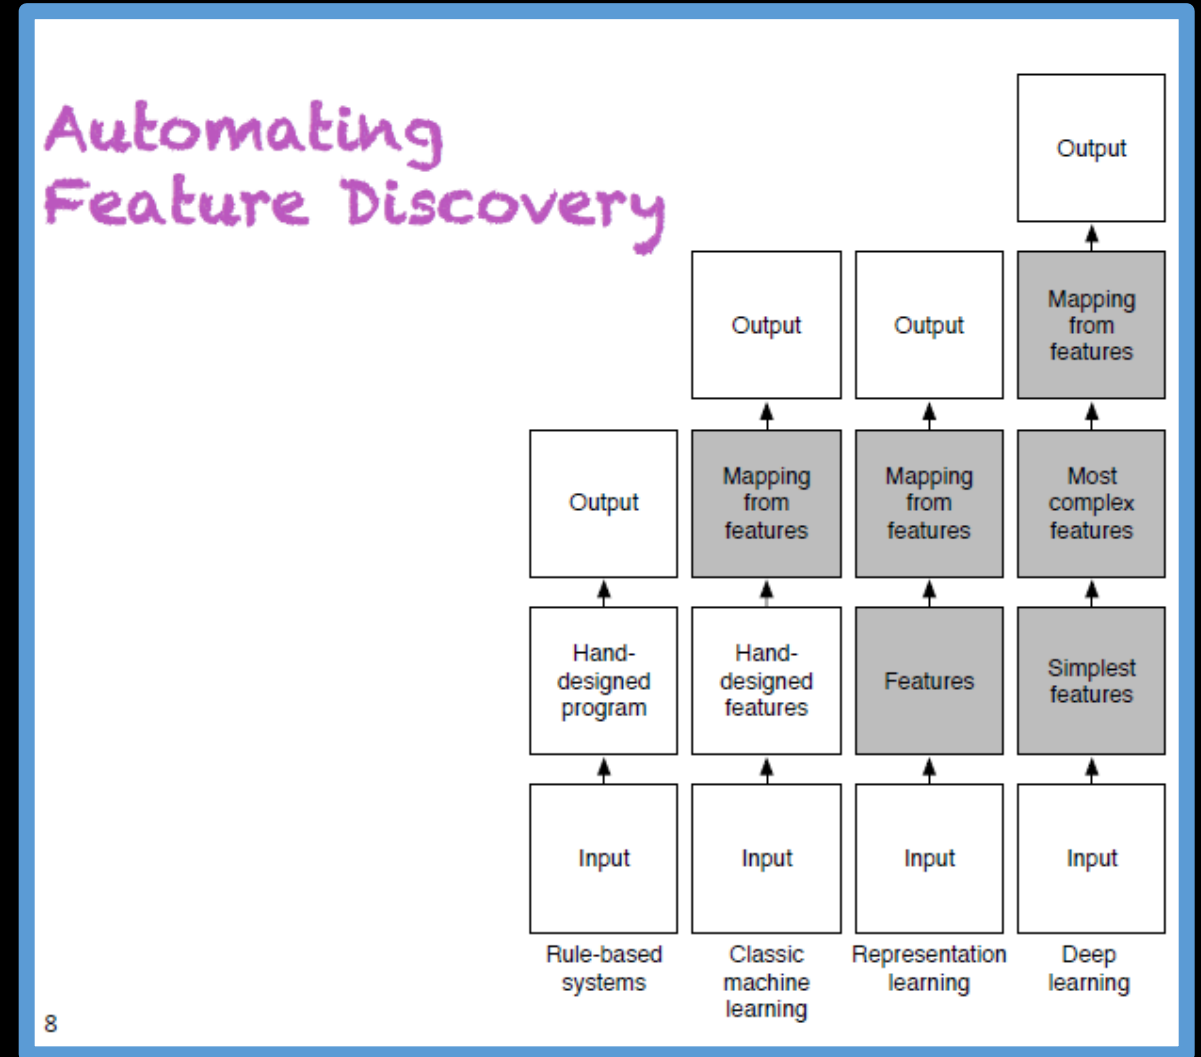 Automating
Feature Discovery
Output
Output
Output
Mapping
from
features
Output
Mapping
from
features
Mapping
from
features
Most
complex
features
Hand-
designed
program
Hand-
designed
features
Features
Simplest
features
Input
Input
Input
Input
Rule-based
systems
Classic
machine
learning
Representation
learning
Deep
learning
8